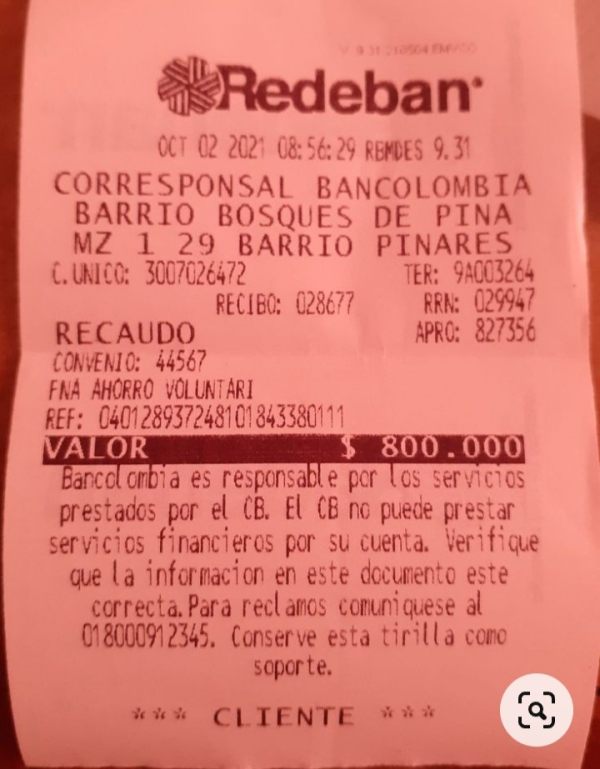 Redeban
OCT 02 2021 08:56:29 RBMDES 9.31
CORRESPONSAL BANCOLOMBIA
BARRIO BOSQUES DE PINA
MZ 1 29 BARRIO PINARES
C.UNICO: 3007026472 TER: 9A003264
RECIBO: 028677 RRN: 029947
RECAUDO APRO: 827356
CONVENIO: 44567
FNA AHORRO VOLUNTARI
REF: 040128937248101843380111
VALOR $ 800.000
Bancolombia es responsable por los servicios
prestados por el CB. El CB no puede prestar
servicios financieros por su cuenta. Verifique
que la informacion en este documento este
correcta.Para reclamos comuniquese al
018000912345. Conserve esta tirilla como
soporte.
*** CLIENTE ***